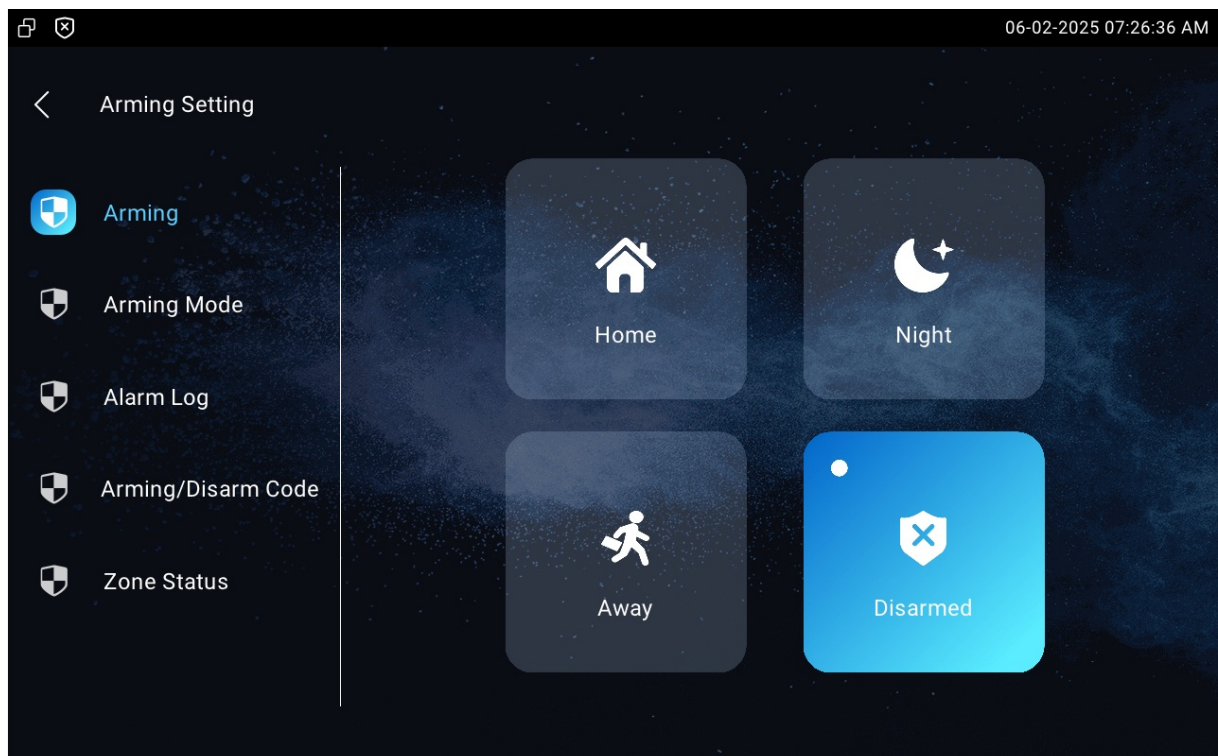 06-02-2025 07:26:36 AM
Arming Setting
Arming
Arming Mode
Alarm Log
Arming/Disarm Code
Zone Status
Home
Night
Away
Disarmed